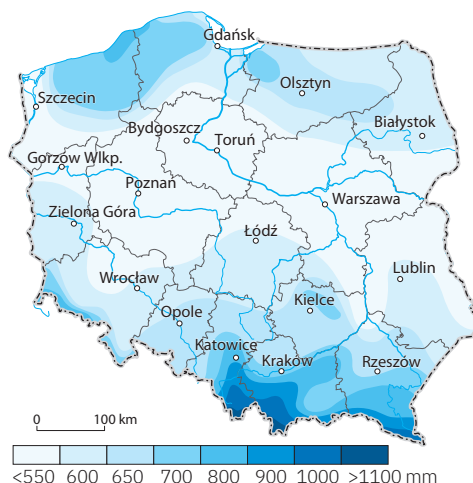 Gdańsk
Olsztyn
Szczecin
Białystok
Bydgoszcz
Toruń
Gorzów Wlkp.
Poznań
Warszawa
Zielona Góra
Łódź
Wrocław
Lublin
Kielce
Opole
Katowice
Kraków
Rzeszów
0 100 km
<550 600 650 700 800 900 1000 >1100 mm